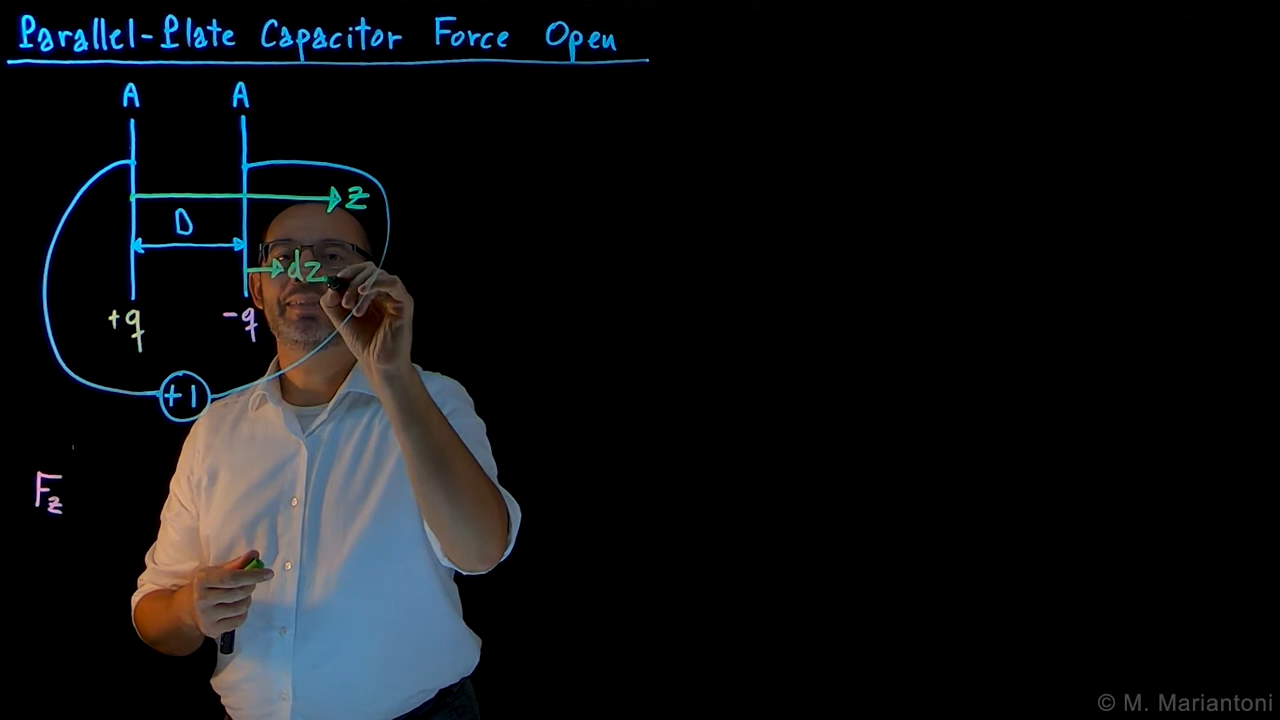 Parallel-Plate Capacitor Force Open
A A
z
D
dz
+q -q
+1
Fz
© M. Mariantoni